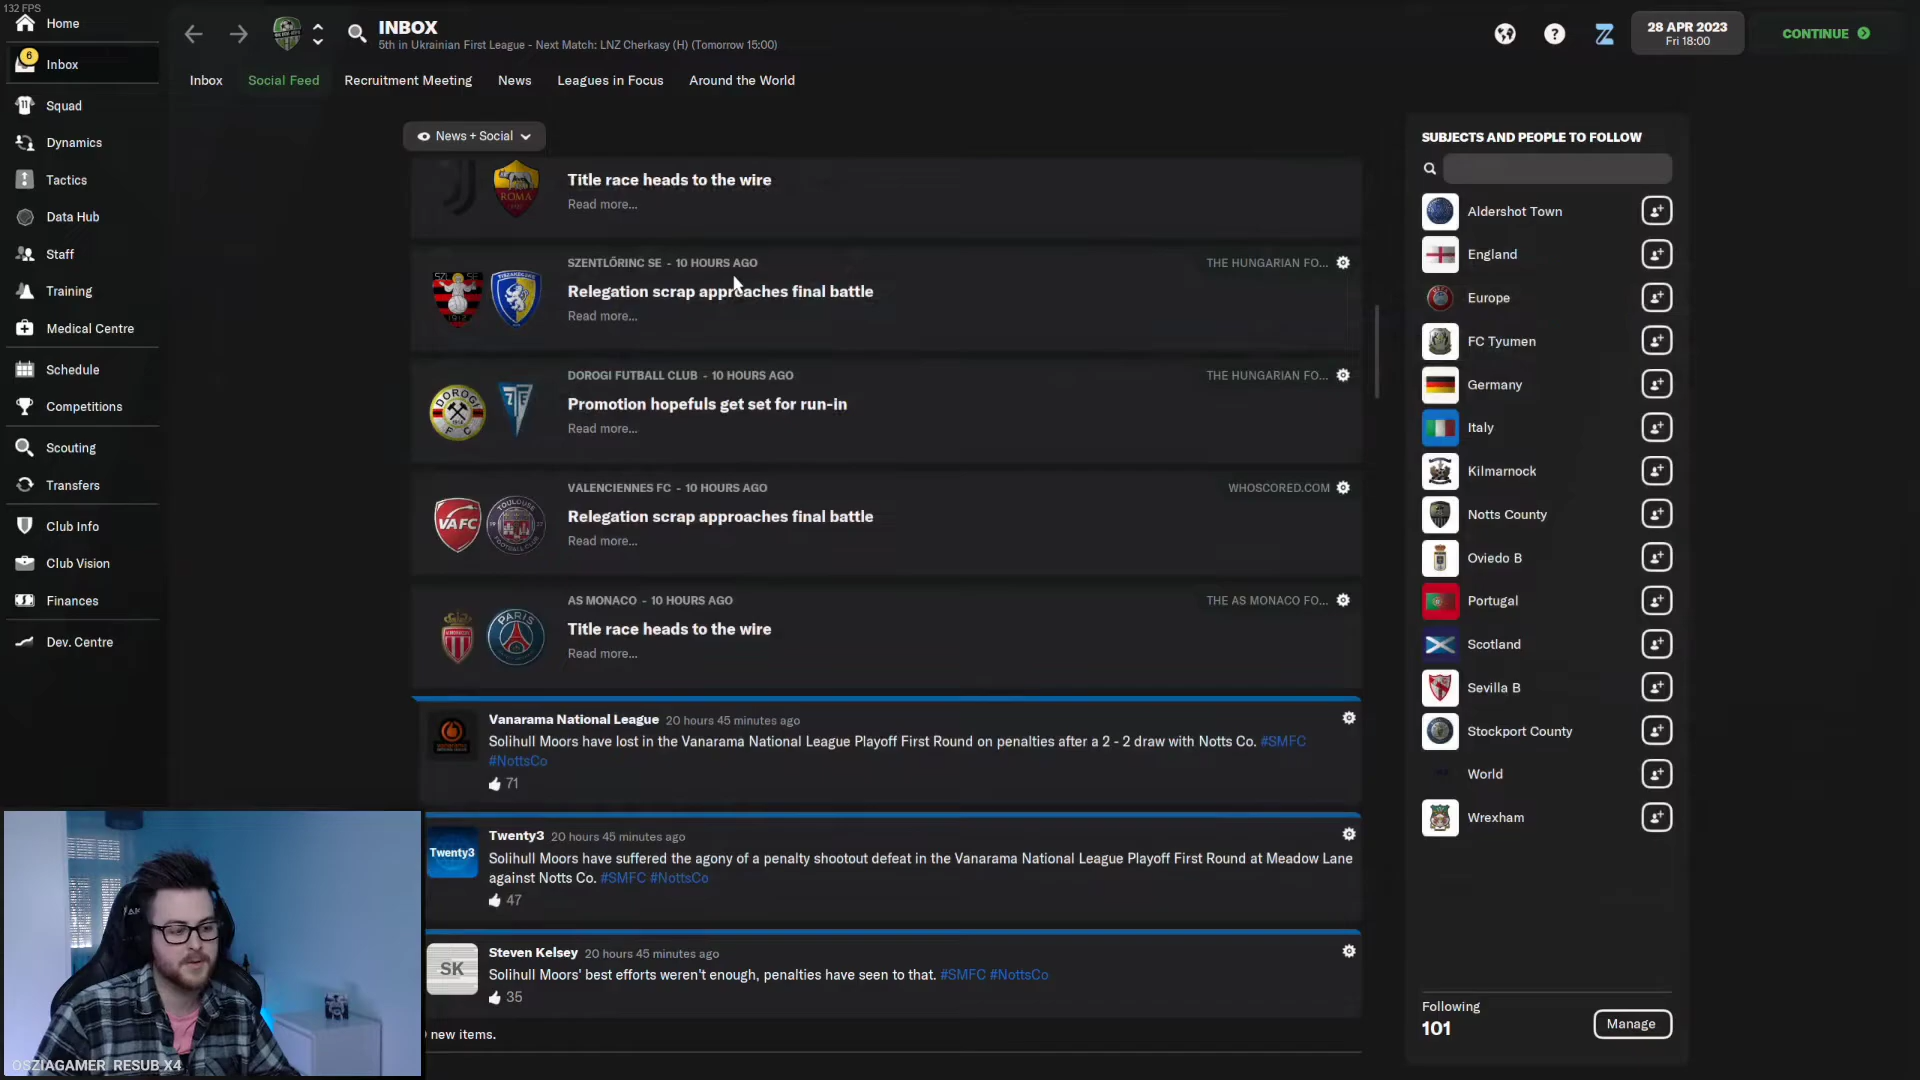 132 FPS
Home
INBOX
5th in Ukrainian First League - Next Match: LNZ Cherkasy (H) (Tomorrow 15:00)
28 APR 2023
Fri 18:00
CONTINUE
6
Inbox
Inbox Social Feed Recruitment Meeting News Leagues in Focus Around the World
Squad
Dynamics
Tactics
Data Hub
Staff
Training
Medical Centre
Schedule
Competitions
Scouting
Transfers
Club Info
Club Vision
Finances
Dev. Centre
News + Social
ROMA
Title race heads to the wire
Read more...
SZENTLŐRINC SE - 10 HOURS AGO
THE HUNGARIAN FO...
Relegation scrap approaches final battle
Read more...
DOROGI FUTBALL CLUB - 10 HOURS AGO
THE HUNGARIAN FO...
DOROGI
FC
Promotion hopefuls get set for run-in
Read more...
VALENCIENNES FC - 10 HOURS AGO
WHOSCORED.COM
VAFC
Relegation scrap approaches final battle
Read more...
AS MONACO - 10 HOURS AGO
THE AS MONACO FO...
PARIS
Title race heads to the wire
Read more...
Vanarama National League 20 hours 45 minutes ago
Solihull Moors have lost in the Vanarama National League Playoff First Round on penalties after a 2 - 2 draw with Notts Co. #SMFC
#NottsCo
71
Twenty3
Twenty3 20 hours 45 minutes ago
Solihull Moors have suffered the agony of a penalty shootout defeat in the Vanarama National League Playoff First Round at Meadow Lane
against Notts Co. #SMFC #NottsCo
47
SK
Steven Kelsey 20 hours 45 minutes ago
Solihull Moors' best efforts weren't enough, penalties have seen to that. #SMFC #NottsCo
35
new items.
SUBJECTS AND PEOPLE TO FOLLOW
Aldershot Town
England
Europe
FC Tyumen
Germany
Italy
Kilmarnock
Notts County
Oviedo B
Portugal
Scotland
Sevilla B
Stockport County
World
Wrexham
Following
101
Manage
OSZIAGAMER RESUB X4